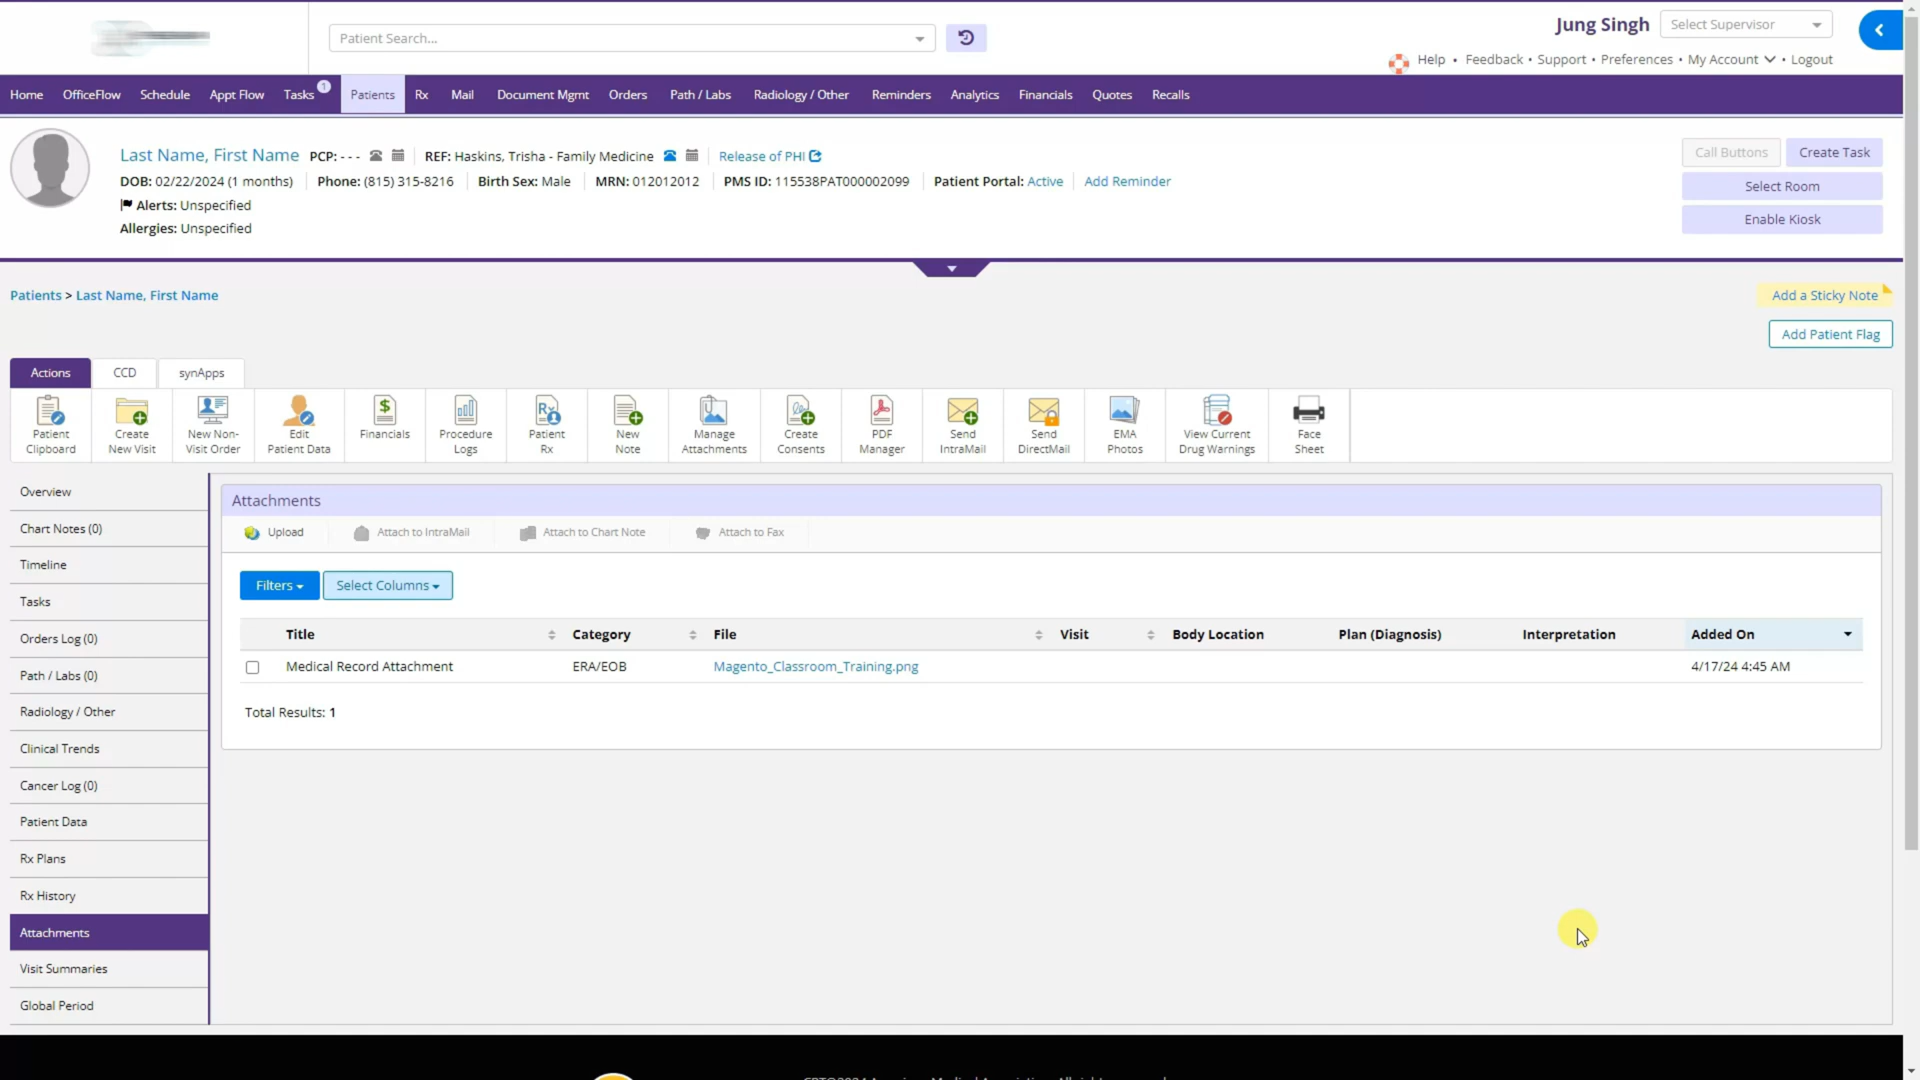 Patient Search...
Jung Singh
Select Supervisor
Help • Feedback • Support • Preferences • My Account • Logout
Home OfficeFlow Schedule Appt Flow Tasks 1 Patients Rx Mail Document Mgmt Orders Path / Labs Radiology / Other Reminders Analytics Financials Quotes Recalls
Last Name, First Name PCP: - - - REF: Haskins, Trisha - Family Medicine Release of PHI
DOB: 02/22/2024 (1 months) Phone: (815) 315-8216 Birth Sex: Male MRN: 012012012 PMS ID: 115538PAT000002099 Patient Portal: Active Add Reminder
Alerts: Unspecified
Allergies: Unspecified
Call Buttons Create Task
Select Room
Enable Kiosk
Patients > Last Name, First Name
Add a Sticky Note
Add Patient Flag
Actions CCD synApps
Patient Clipboard
Create New Visit
New Non-Visit Order
Edit Patient Data
Financials
Procedure Logs
Patient Rx
New Note
Manage Attachments
Create Consents
PDF Manager
Send IntraMail
Send DirectMail
EMA Photos
View Current Drug Warnings
Face Sheet
Overview
Chart Notes (0)
Timeline
Tasks
Orders Log (0)
Path / Labs (0)
Radiology / Other
Clinical Trends
Cancer Log (0)
Patient Data
Rx Plans
Rx History
Attachments
Visit Summaries
Global Period
Attachments
Upload Attach to IntraMail Attach to Chart Note Attach to Fax
Filters Select Columns
Title Category File Visit Body Location Plan (Diagnosis) Interpretation Added On
Medical Record Attachment ERA/EOB Magento_Classroom_Training.png 4/17/24 4:45 AM
Total Results: 1